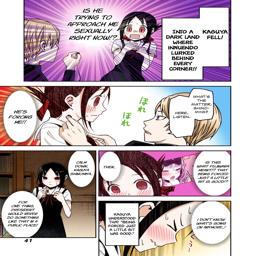 KAGUYA
FELL!
INTO A
DARK LAND
WHERE
INNUENDO
LURKED
BEHIND
EVERY
CORNER!!
IS HE
TRYING TO
APPROACH ME
SEXUALLY
RIGHT NOW!?
WHAT'S
THE
MATTER,
SHINO-
MIYA?
HERE,
LISTEN.
ほれ
ほれ
HE'S
FORCING
ME!!
IS THIS
WHAT
FUJIWARA
MEANT?
THAT BEING
FORCED JUST
A LITTLE BIT
IS GOOD!?
THEN,
CALM
DOWN,
KAGUYA
SHINOMIYA.
FOR
ONE THING,
PRESIDENT
WOULD NEVER
DO SOMETHING
LIKE THAT IN A
PUBLIC PLACE!
I DON'T KNOW
WHAT'S GOING
ON ANYMORE.
KAGUYA
UNDERSTOOD
THAT "BEING
FORCED JUST
A LITTLE BIT
WAS GOOD."
41